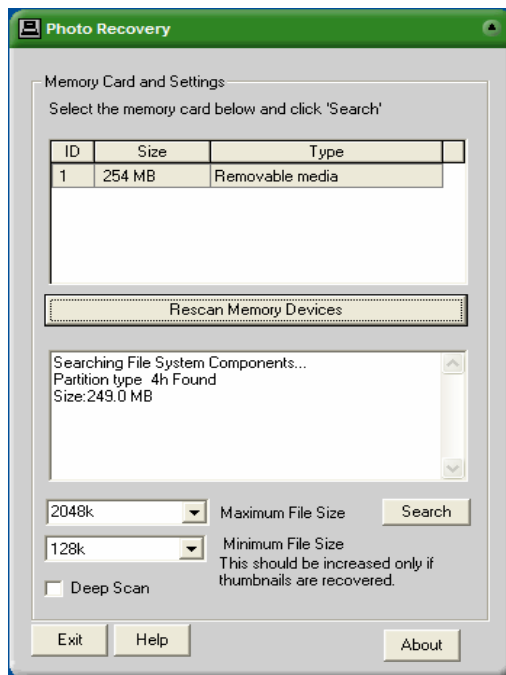 Photo Recovery
Memory Card and Settings
Select the memory card below and click 'Search'
ID Size Type
1 254 MB Removable media
Rescan Memory Devices
Searching File System Components...
Partition type 4h Found
Size:249.0 MB
2048k Maximum File Size Search
128k Minimum File Size
This should be increased only if
thumbnails are recovered.
Deep Scan
Exit Help About